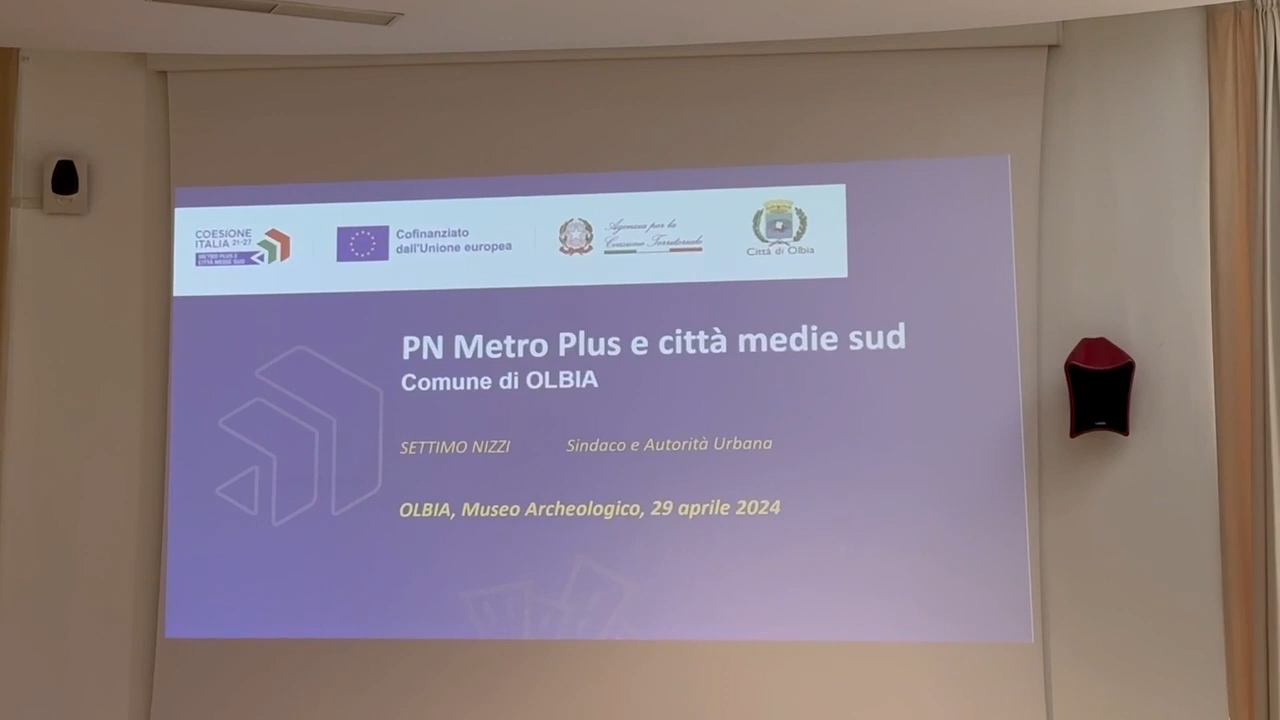 COESIONE
ITALIA 21-27
METRO PLUS E
CITTÀ MEDIE SUD
Cofinanziato
dall'Unione europea
Agenzia per la
Coesione Territoriale
Città di Olbia
PN Metro Plus e città medie sud
Comune di OLBIA
SETTIMO NIZZI Sindaco e Autorità Urbana
OLBIA, Museo Archeologico, 29 aprile 2024